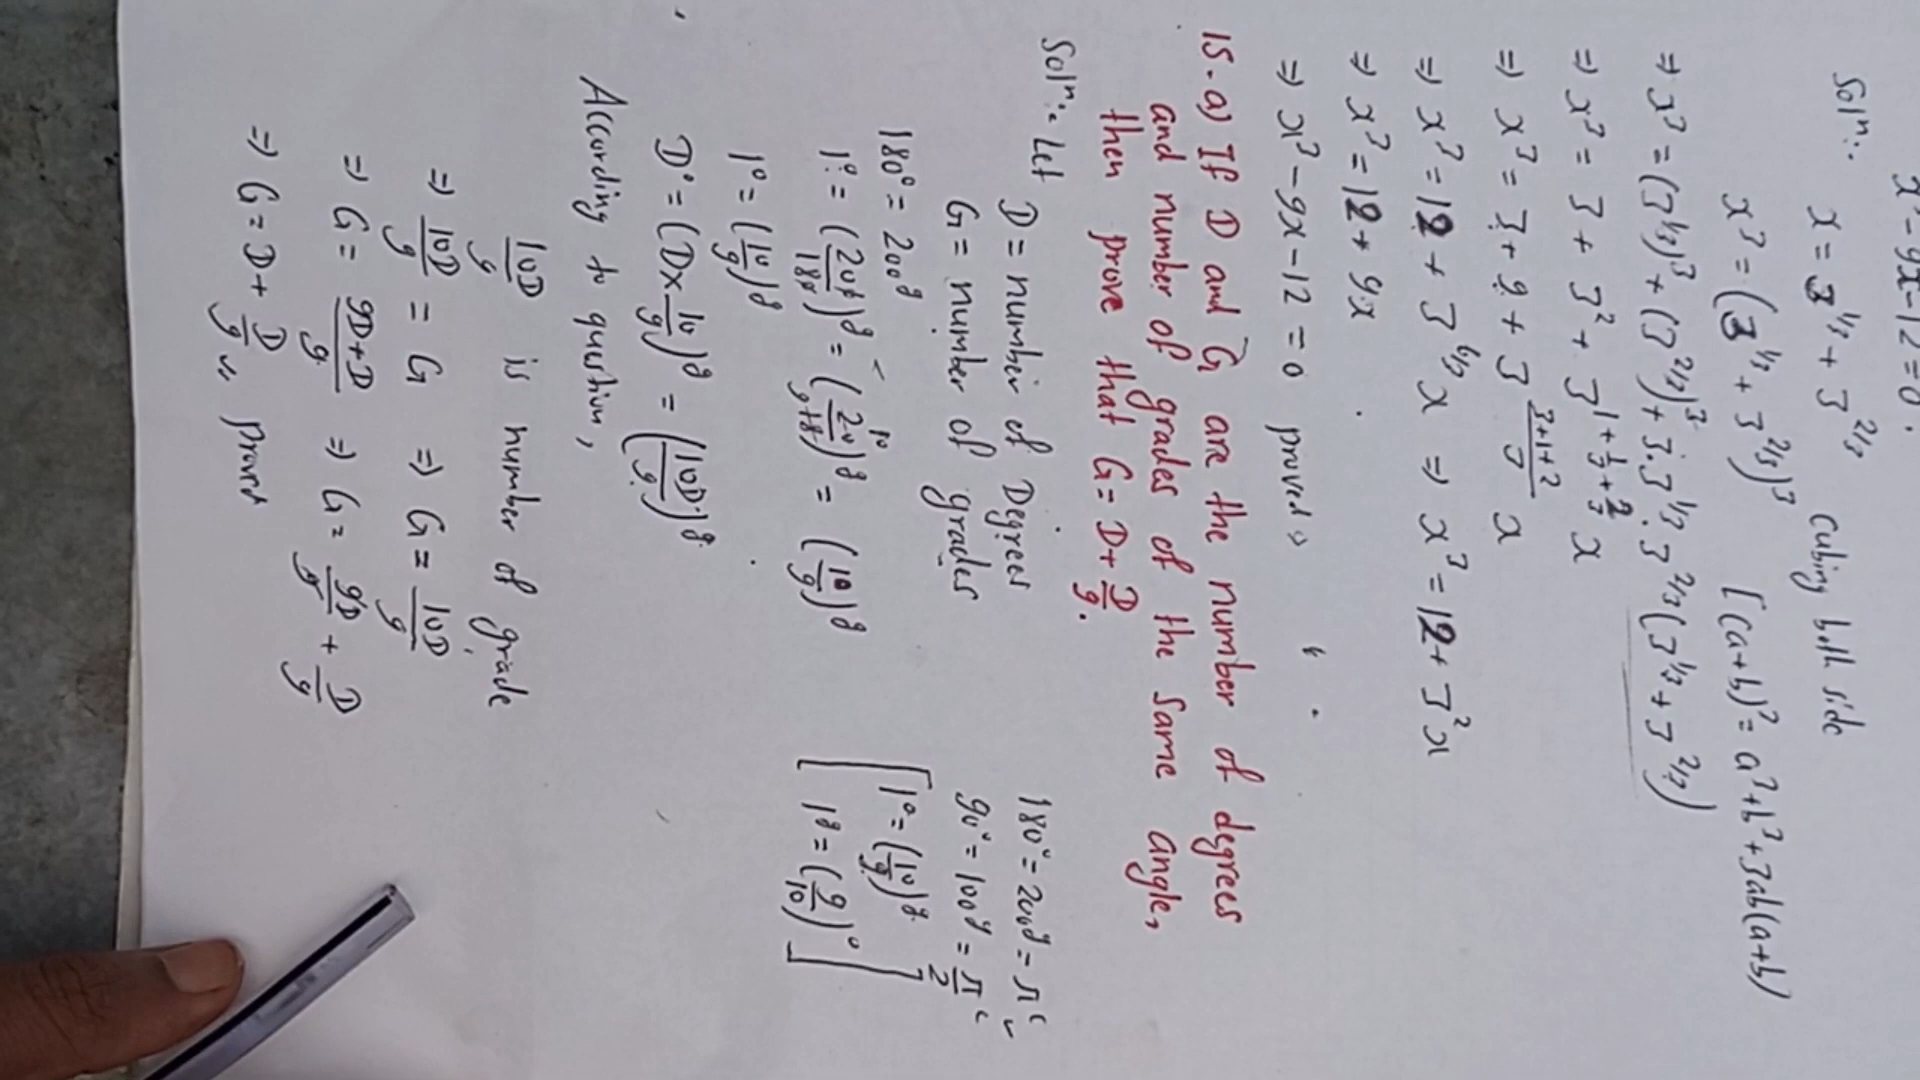 x³-9x-12=0.
Solⁿ:-
x = 3^(1/3) + 3^(2/3) cubing both side
x³ = (3^(1/3) + 3^(2/3))³ [(a+b)³ = a³+b³+3ab(a+b)]
⇒ x³ = (3^(1/3))³ + (3^(2/3))³ + 3.3^(1/3).3^(2/3)(3^(1/3) + 3^(2/3))
⇒ x³ = 3 + 3² + 3^(1+1/3+2/3) x
⇒ x³ = 3 + 9 + 3^((3+1+2)/3) x
⇒ x³ = 12 + 3^(6/3) x ⇒ x³ = 12 + 3²x
⇒ x³ = 12 + 9x
⇒ x³ - 9x - 12 = 0 proved
15. a) If D and G are the number of degrees
and number of grades of the same angle,
then prove that G = D + D/9.
Solⁿ:- Let D = number of Degrees
G = number of grades
180° = 200ᵍ = πᶜ
90° = 100ᵍ = πᶜ/2
[1° = (10/9)ᵍ
1ᵍ = (9/10)°]
180° = 200ᵍ
1° = (200/180)ᵍ = (20/18)ᵍ = (10/9)ᵍ
1° = (10/9)ᵍ
D° = (D×10/9)ᵍ = (10D/9)ᵍ
According to question,
10D/9 is number of grade
⇒ 10D/9 = G ⇒ G = 10D/9
⇒ G = (9D+D)/9 ⇒ G = 9D/9 + D/9
⇒ G = D + D/9 proved